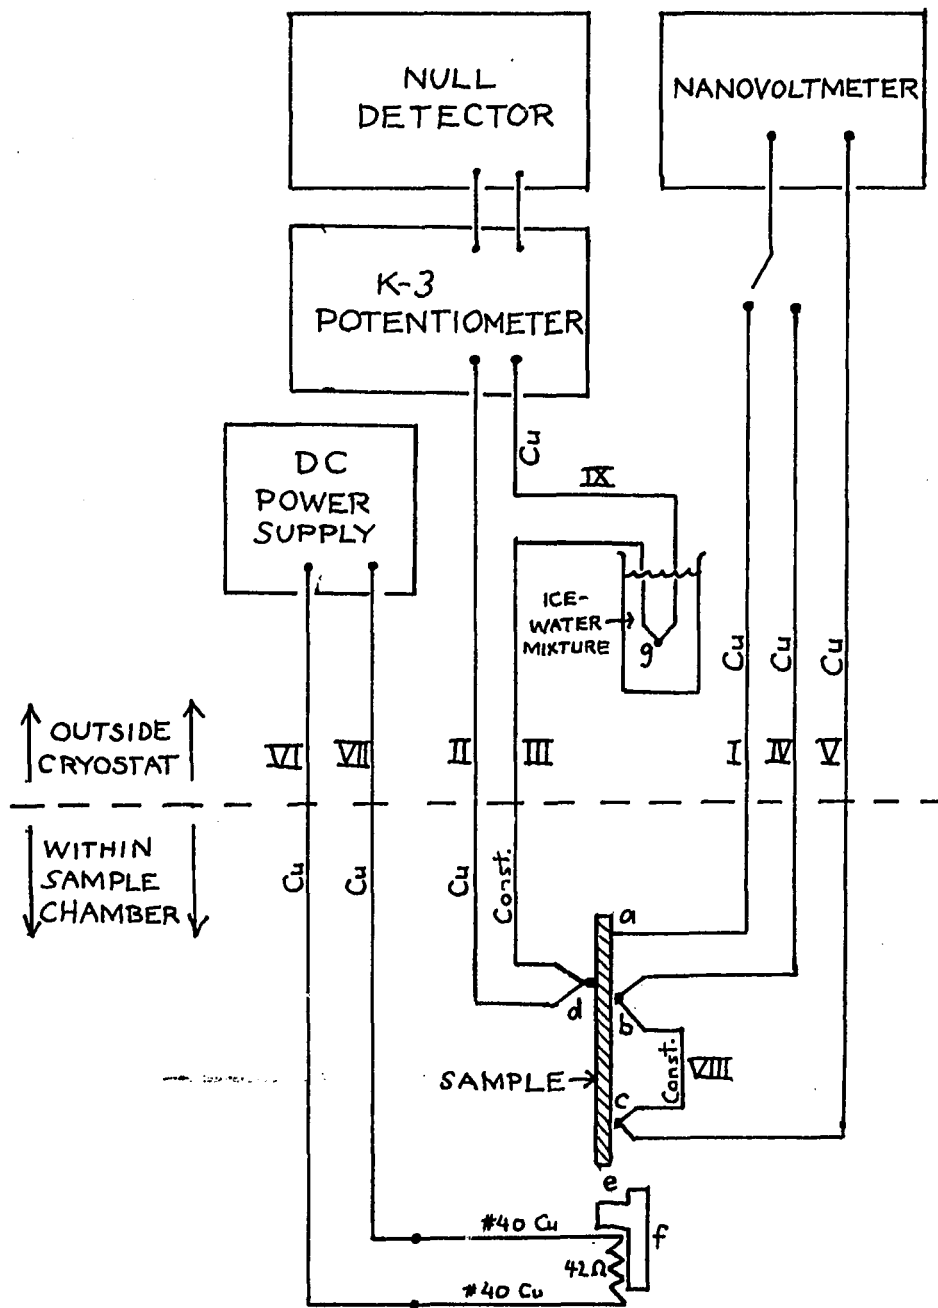 NULL
DETECTOR
NANOVOLTMETER
K-3
POTENTIOMETER
Cu
DC
POWER
SUPPLY
IX
ICE-
WATER
MIXTURE
g
Cu
Cu
Cu
OUTSIDE
CRYOSTAT
VI
VII
II
III
I
IV
V
WITHIN
SAMPLE
CHAMBER
Cu
Cu
Cu
Const.
a
d
b
SAMPLE
Const.
VIII
c
e
#40 Cu
f
42Ω
#40 Cu